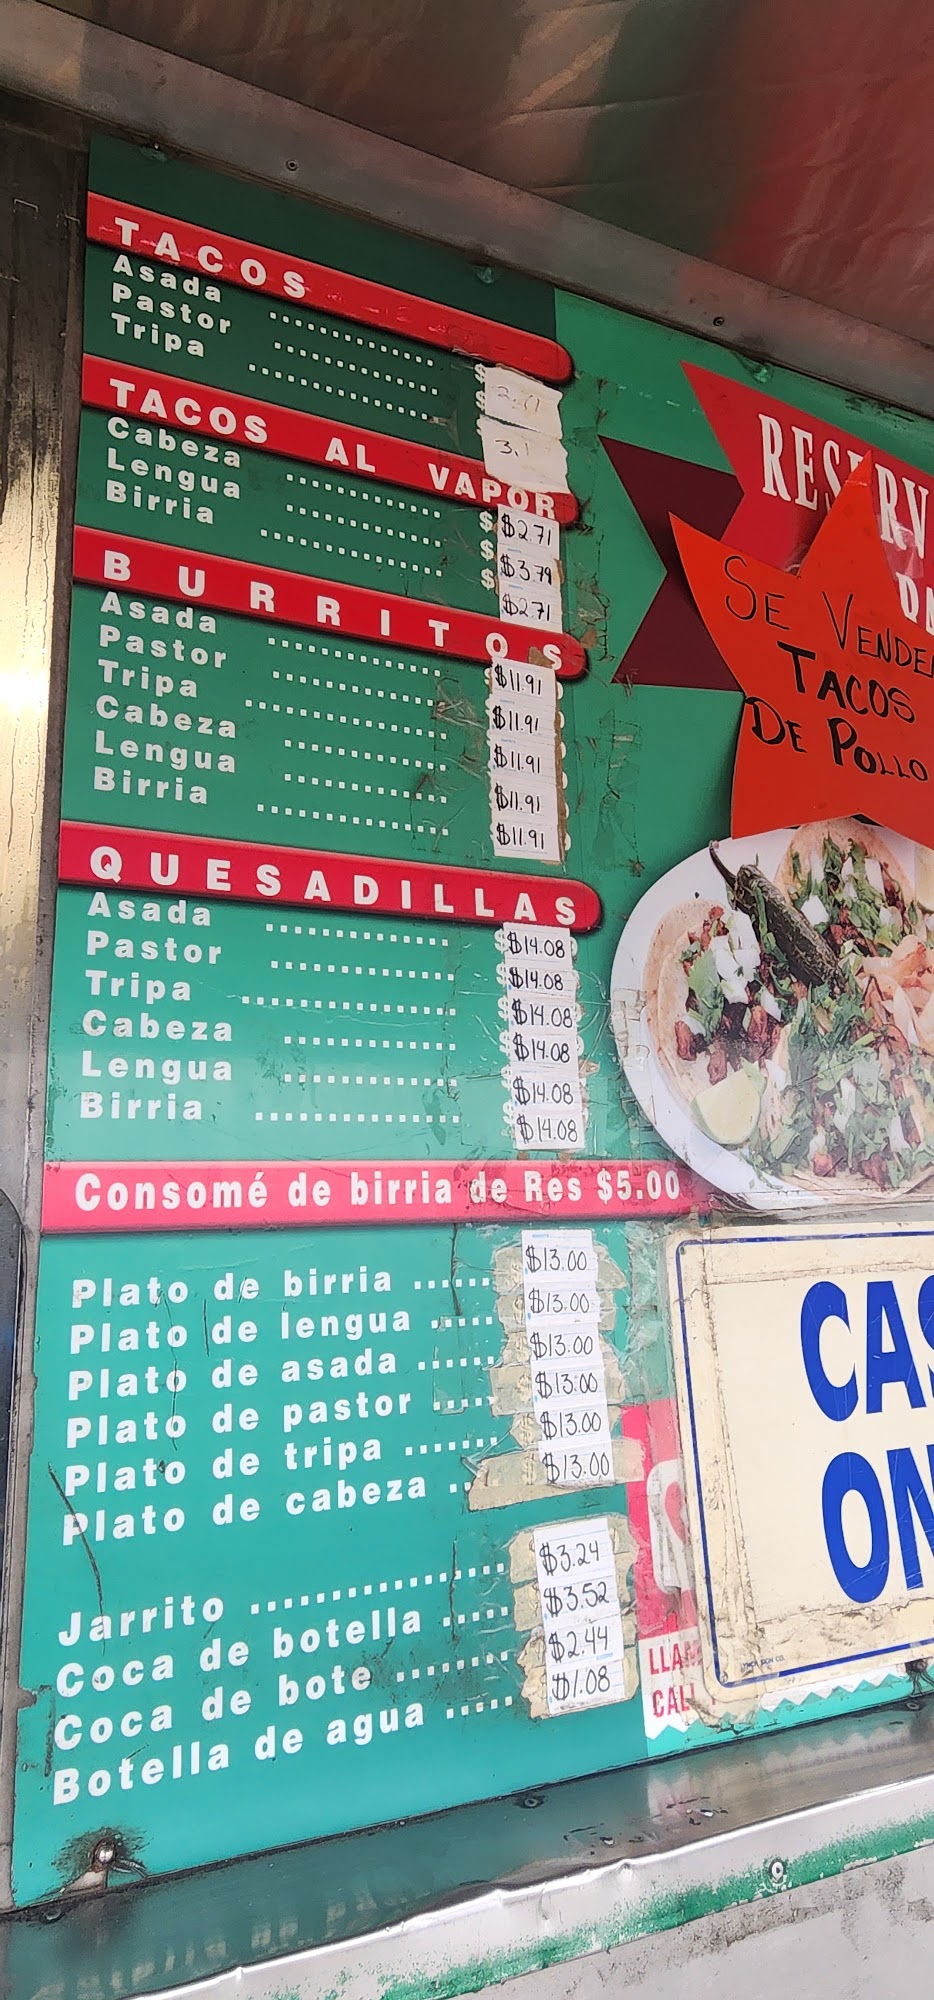 TACOS
Asada ................
Pastor ................
Tripa ................
TACOS AL VAPOR
Cabeza ................ $2.71
Lengua ................ $3.79
Birria ................ $2.71
BURRITOS
Asada ................ $11.91
Pastor ................ $11.91
Tripa ................ $11.91
Cabeza ................ $11.91
Lengua ................ $11.91
Birria ................
QUESADILLAS
Asada ................ $14.08
Pastor ................ $14.08
Tripa ................ $14.08
Cabeza ................ $14.08
Lengua ................ $14.08
Birria ................ $14.08
Consomé de birria de Res $5.00
Plato de birria ...... $13.00
Plato de lengua ..... $13.00
Plato de asada ...... $13.00
Plato de pastor ..... $13.00
Plato de tripa ....... $13.00
Plato de cabeza .. $13.00
Jarrito .................. $3.24
Coca de botella ..... $3.52
Coca de bote ......... $2.44
Botella de agua ..... $1.08
SE VENDE
TACOS
DE POLLO